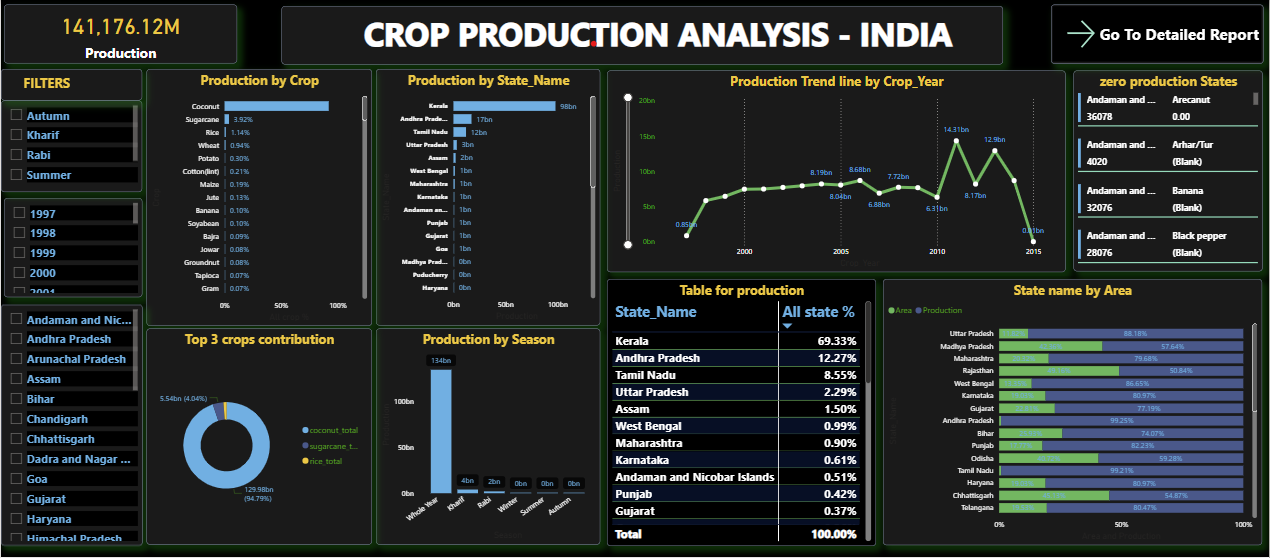 141,176.12M
Production
CROP PRODUCTION ANALYSIS - INDIA
Go To Detailed Report
FILTERS
Autumn
Kharif
Rabi
Summer
1997
1998
1999
2000
2001
Andaman and Nic...
Andhra Pradesh
Arunachal Pradesh
Assam
Bihar
Chandigarh
Chhattisgarh
Dadra and Nagar ...
Goa
Gujarat
Haryana
Himachal Pradesh
Production by Crop
Coconut
Sugarcane 3.92%
Rice 1.14%
Wheat 0.94%
Potato 0.30%
Cotton(lint) 0.21%
Maize 0.19%
Jute 0.13%
Banana 0.10%
Soyabean 0.10%
Bajra 0.09%
Jowar 0.08%
Groundnut 0.08%
Tapioca 0.07%
Gram 0.07%
0% 100%
Production by State_Name
Kerala 98bn
Andhra Prade... 17bn
Tamil Nadu 12bn
Uttar Pradesh 3bn
Assam 2bn
West Bengal 1bn
Maharashtra 1bn
Karnataka 1bn
Andaman an... 1bn
Punjab 1bn
Gujarat 1bn
Goa 1bn
Madhya Prad... 0bn
Puducherry 0bn
Haryana 0bn
0bn 50bn 100bn
Production Trend line by Crop_Year
20bn
15bn
10bn
5bn
0bn
0.85bn
8.19bn
8.04bn
8.68bn
6.88bn
7.72bn
6.31bn
14.31bn
8.17bn
12.9bn
0.01bn
2000 2005 2010 2015
zero production States
Andaman and ... Arecanut
36078 0.00
Andaman and ... Arhar/Tur
4020 (Blank)
Andaman and ... Banana
32076 (Blank)
Andaman and ... Black pepper
28076 (Blank)
Top 3 crops contribution
5.54bn (4.04%)
129.98bn
(94.79%)
coconut_total
sugarcane_t...
rice_total
Production by Season
134bn
4bn
2bn
0bn
0bn
0bn
100bn
50bn
0bn
Whole Year
Kharif
Rabi
Winter
Summer
Autumn
Table for production
State_Name All state %
Kerala 69.33%
Andhra Pradesh 12.27%
Tamil Nadu 8.55%
Uttar Pradesh 2.29%
Assam 1.50%
West Bengal 0.99%
Maharashtra 0.90%
Karnataka 0.61%
Andaman and Nicobar Islands 0.51%
Punjab 0.42%
Gujarat 0.37%
Total 100.00%
State name by Area
Area Production
Uttar Pradesh 88.18%
Madhya Pradesh 57.64%
Maharashtra 79.68%
Rajasthan 50.84%
West Bengal 86.65%
Karnataka 80.97%
Gujarat 77.19%
Andhra Pradesh 99.25%
Bihar 74.07%
Punjab 82.23%
Odisha 59.28%
Tamil Nadu 99.21%
Haryana 80.97%
Chhattisgarh 54.87%
Telangana 80.47%
0% 50% 100%